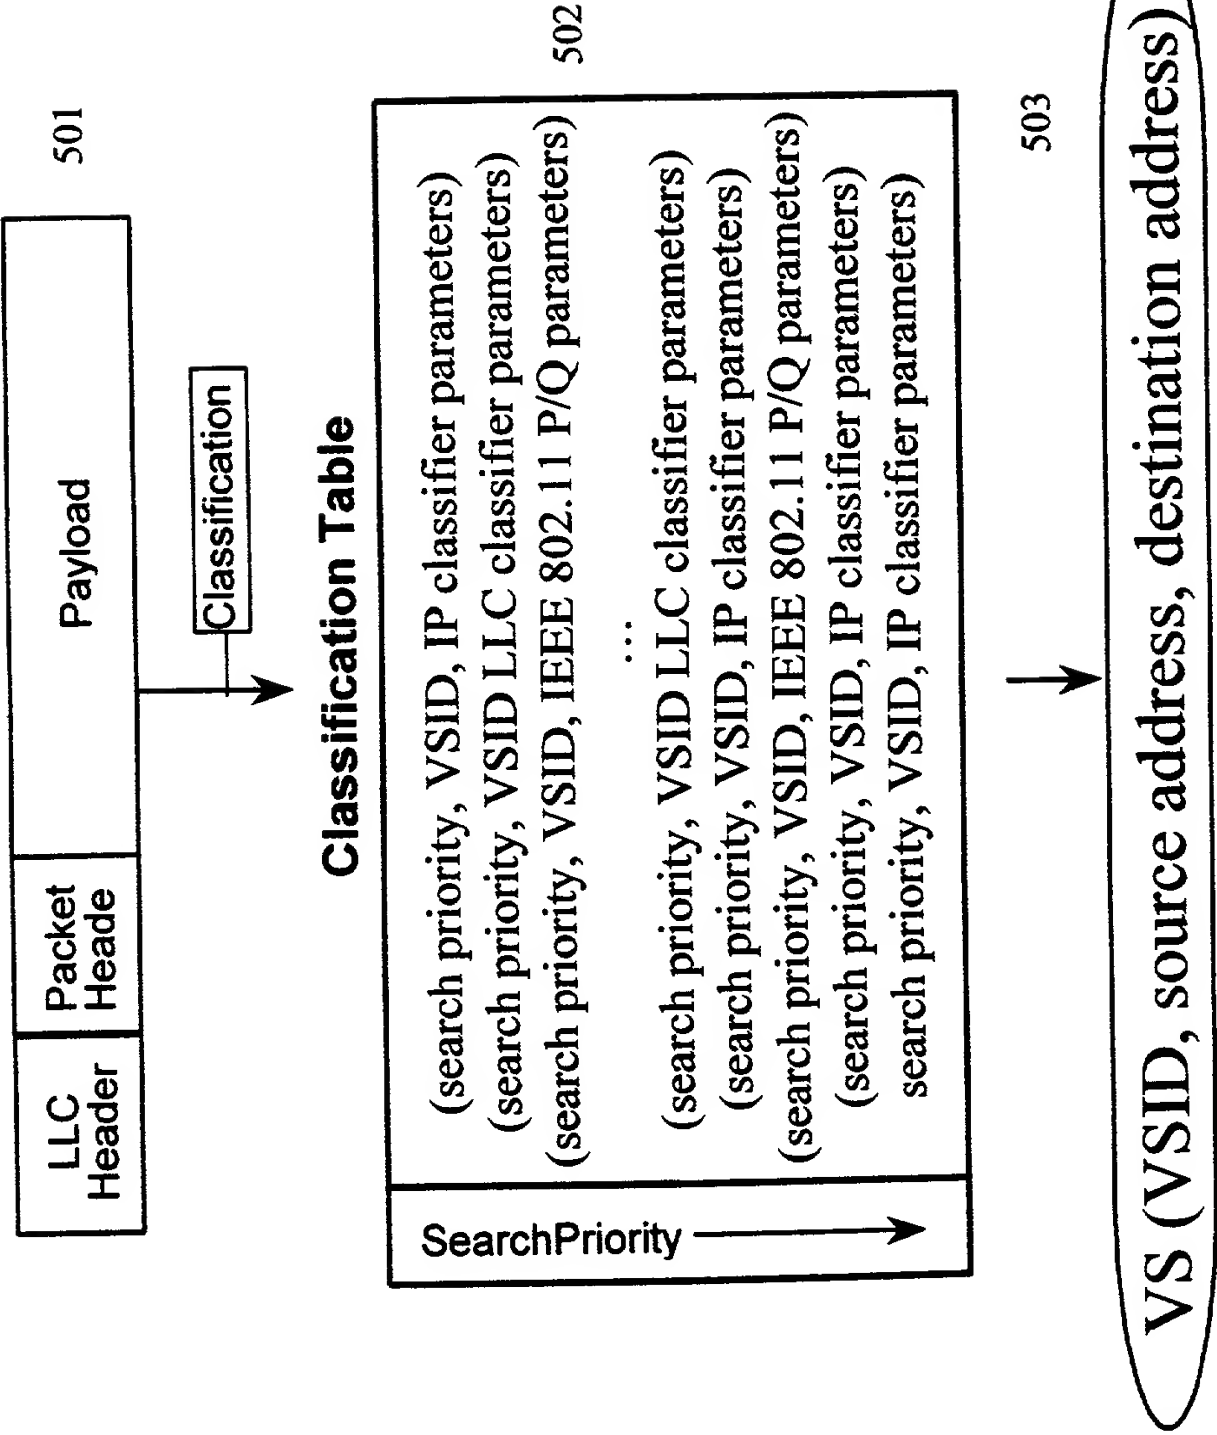 LLC
Header
Packet
Heade
Payload
501
Classification
Classification Table
502
SearchPriority
(search priority, VSID, IP classifier parameters)
(search priority, VSID LLC classifier parameters)
(search priority, VSID, IEEE 802.11 P/Q parameters)
...
(search priority, VSID LLC classifier parameters)
(search priority, VSID, IP classifier parameters)
(search priority, VSID, IEEE 802.11 P/Q parameters)
(search priority, VSID, IP classifier parameters)
search priority, VSID, IP classifier parameters)
503
VS (VSID, source address, destination address)